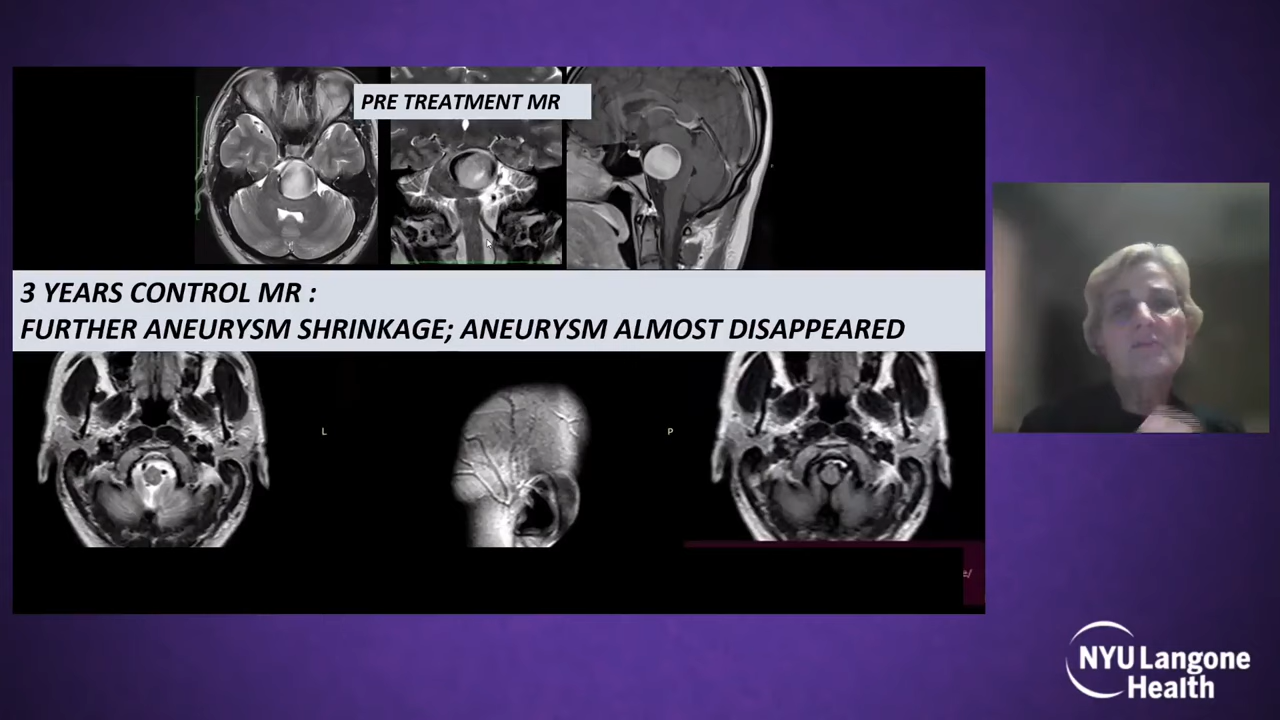 PRE TREATMENT MR
3 YEARS CONTROL MR :
FURTHER ANEURYSM SHRINKAGE; ANEURYSM ALMOST DISAPPEARED
L
P
e/
NYU Langone
Health